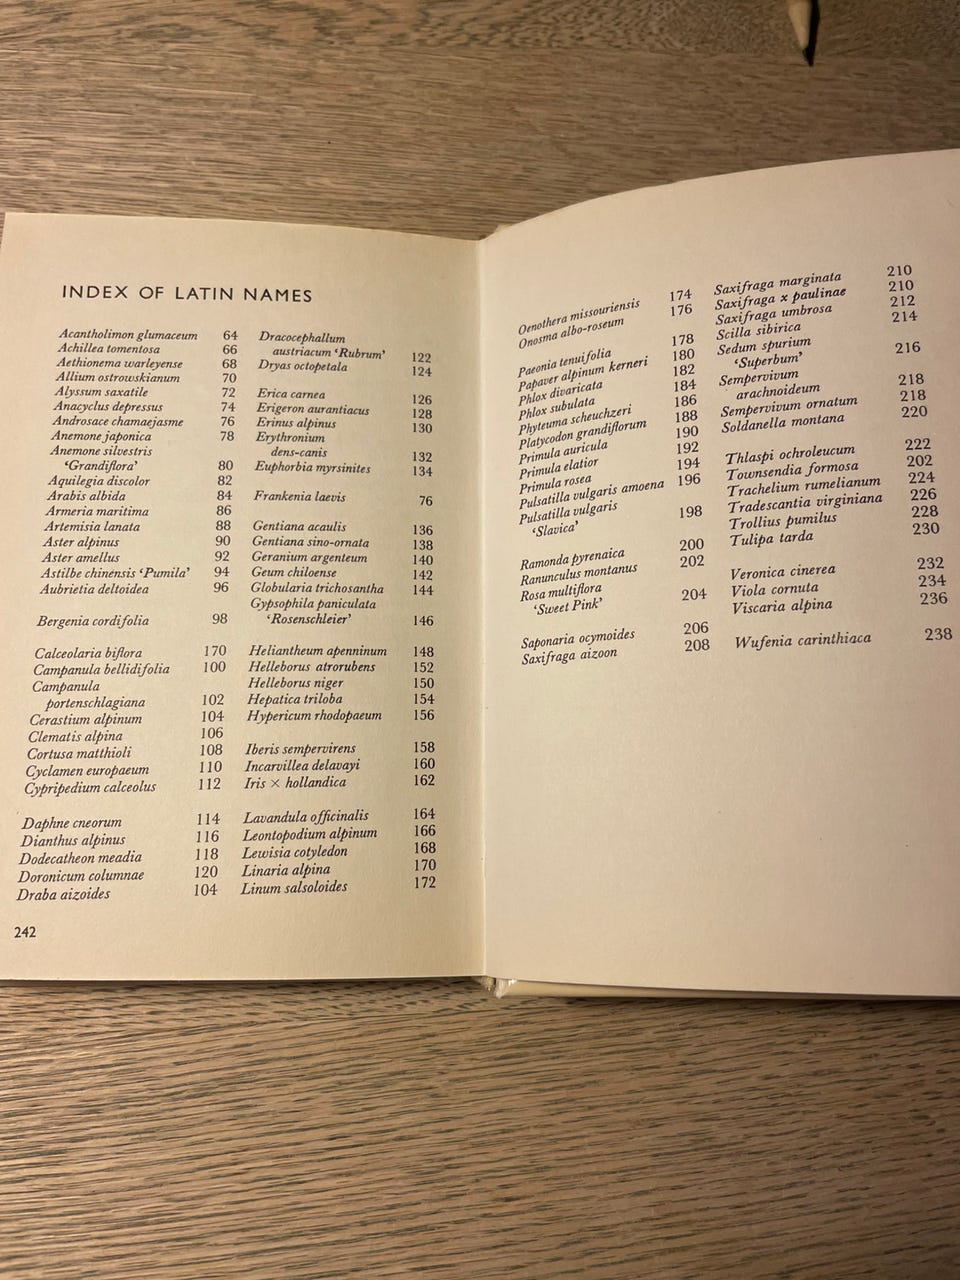 INDEX OF LATIN NAMES
Acantholimon glumaceum 64
Achillea tomentosa 66
Aethionema warleyense 68
Allium ostrowskianum 70
Alyssum saxatile 72
Anacyclus depressus 74
Androsace chamaejasme 76
Anemone japonica 78
Anemone silvestris
'Grandiflora' 80
Aquilegia discolor 82
Arabis albida 84
Armeria maritima 86
Artemisia lanata 88
Aster alpinus 90
Aster amellus 92
Astilbe chinensis 'Pumila' 94
Aubrietia deltoidea 96
Bergenia cordifolia 98
Calceolaria biflora 170
Campanula bellidifolia 100
Campanula
portenschlagiana 102
Cerastium alpinum 104
Clematis alpina 106
Cortusa matthioli 108
Cyclamen europaeum 110
Cypripedium calceolus 112
Daphne cneorum 114
Dianthus alpinus 116
Dodecatheon meadia 118
Doronicum columnae 120
Draba aizoides 104
Dracocephallum
austriacum 'Rubrum' 122
Dryas octopetala 124
Erica carnea 126
Erigeron aurantiacus 128
Erinus alpinus 130
Erythronium
dens-canis 132
Euphorbia myrsinites 134
Frankenia laevis 76
Gentiana acaulis 136
Gentiana sino-ornata 138
Geranium argenteum 140
Geum chiloense 142
Globularia trichosantha 144
Gypsophila paniculata
'Rosenschleier' 146
Heliantheum apenninum 148
Helleborus atrorubens 152
Helleborus niger 150
Hepatica triloba 154
Hypericum rhodopaeum 156
Iberis sempervirens 158
Incarvillea delavayi 160
Iris × hollandica 162
Lavandula officinalis 164
Leontopodium alpinum 166
Lewisia cotyledon 168
Linaria alpina 170
Linum salsoloides 172
242
Oenothera missouriensis 174
Onosma albo-roseum 176
Paeonia tenuifolia 178
Papaver alpinum kerneri 180
Phlox divaricata 182
Phlox subulata 184
Phyteuma scheuchzeri 186
Platycodon grandiflorum 188
Primula auricula 190
Primula elatior 192
Primula rosea 194
Pulsatilla vulgaris amoena 196
Pulsatilla vulgaris
'Slavica' 198
Ramonda pyrenaica 200
Ranunculus montanus 202
Rosa multiflora
'Sweet Pink' 204
Saponaria ocymoides 206
Saxifraga aizoon 208
Saxifraga marginata 210
Saxifraga x paulinae 210
Saxifraga umbrosa 212
Scilla sibirica 214
Sedum spurium
'Superbum' 216
Sempervivum
arachnoideum 218
Sempervivum ornatum 218
Soldanella montana 220
Thlaspi ochroleucum 222
Townsendia formosa 202
Trachelium rumelianum 224
Tradescantia virginiana 226
Trollius pumilus 228
Tulipa tarda 230
Veronica cinerea 232
Viola cornuta 234
Viscaria alpina 236
Wufenia carinthiaca 238